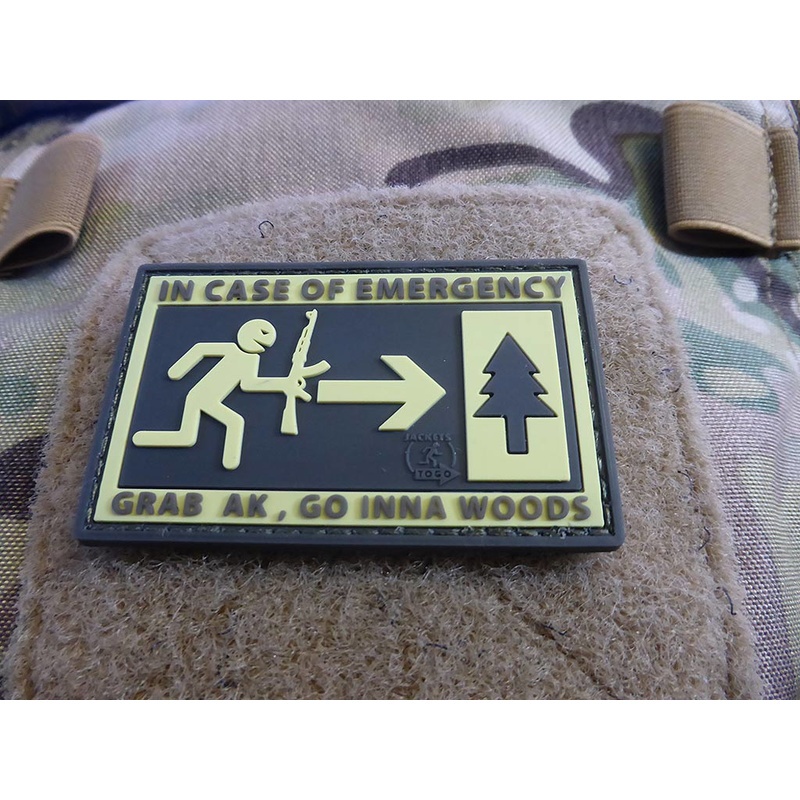 IN CASE OF EMERGENCY
JACKETS
TO GO
GRAB AK, GO INNA WOODS